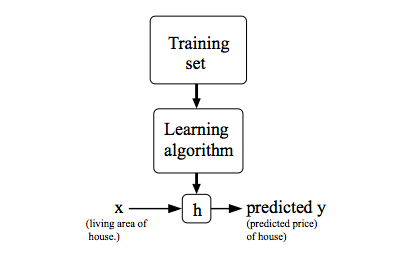 Training
set
Learning
algorithm
x
h
predicted y
(living area of
house.)
(predicted price)
of house)